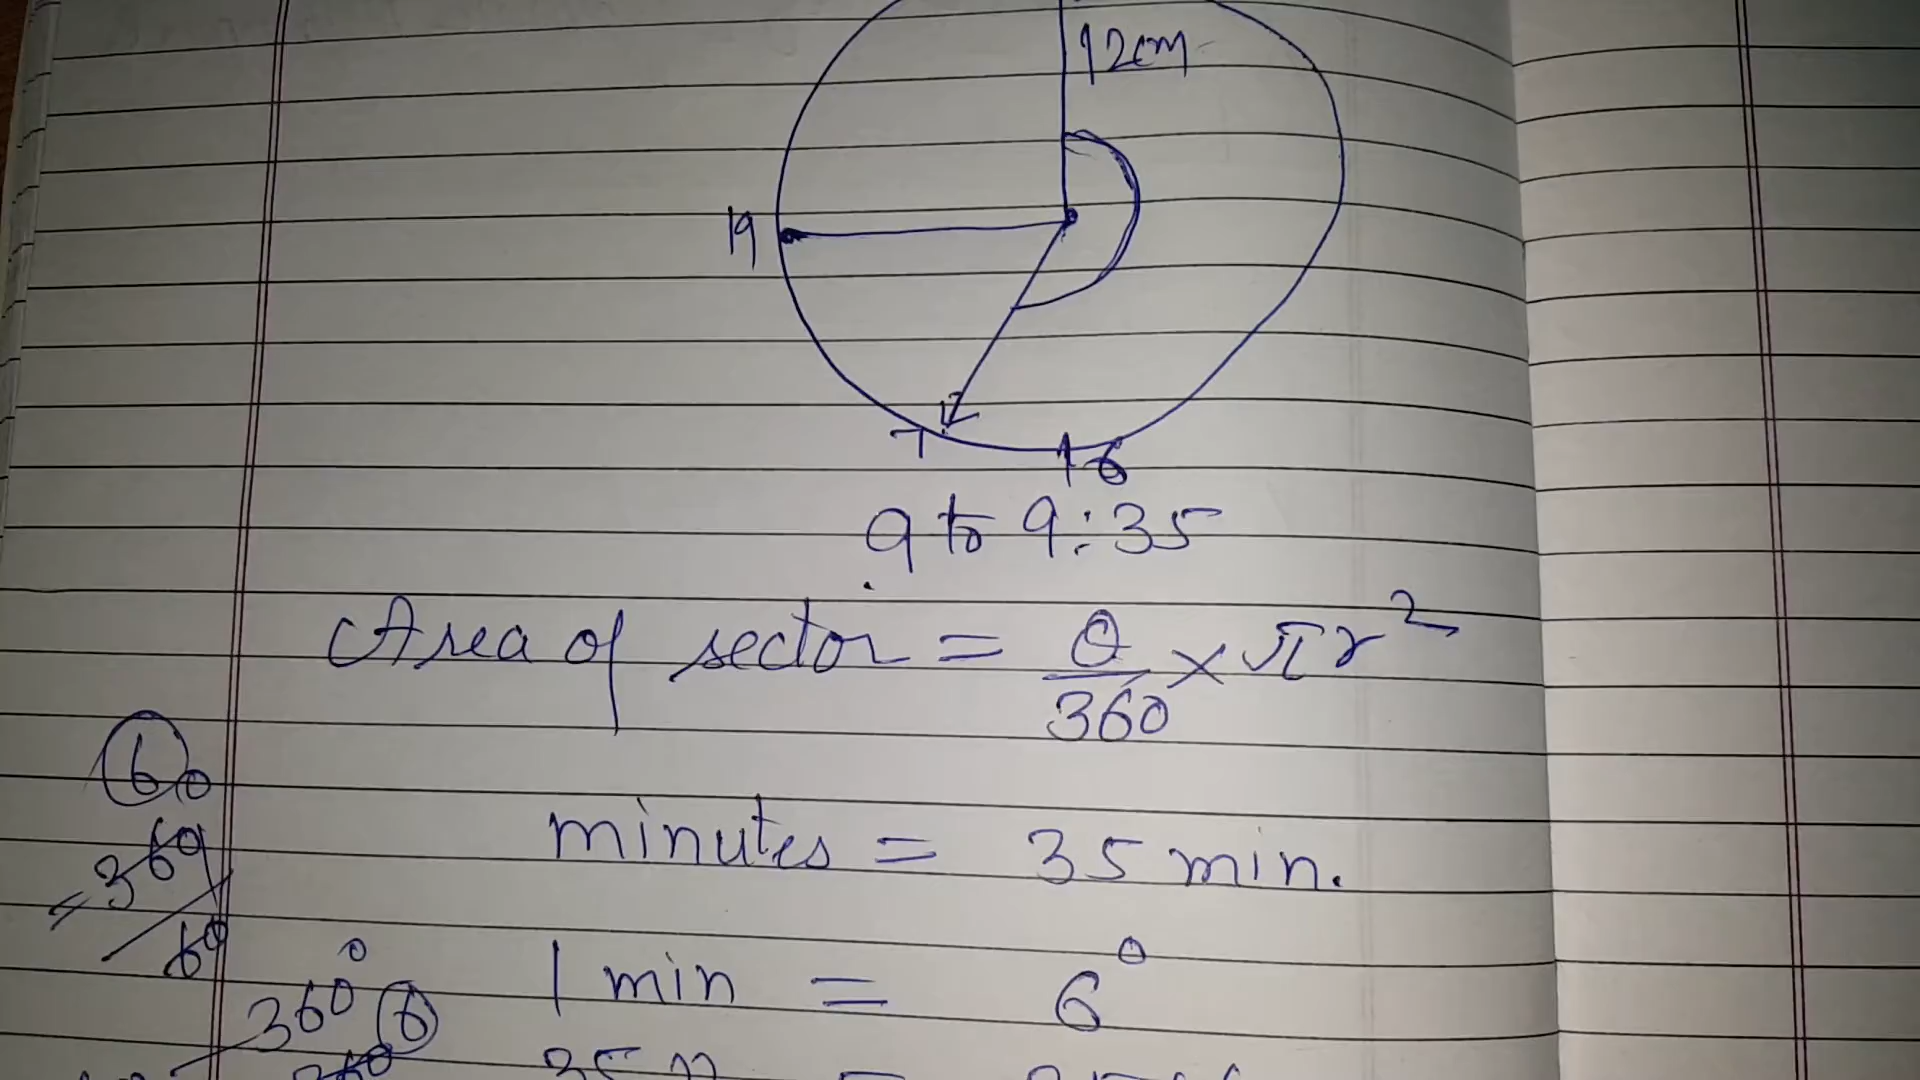 12cm
9
7
6
9 to 9:35
Area of sector = θ/360 × πr²
6°
minutes = 35 min.
= 360/60
1 min = 6°
360° 6
360